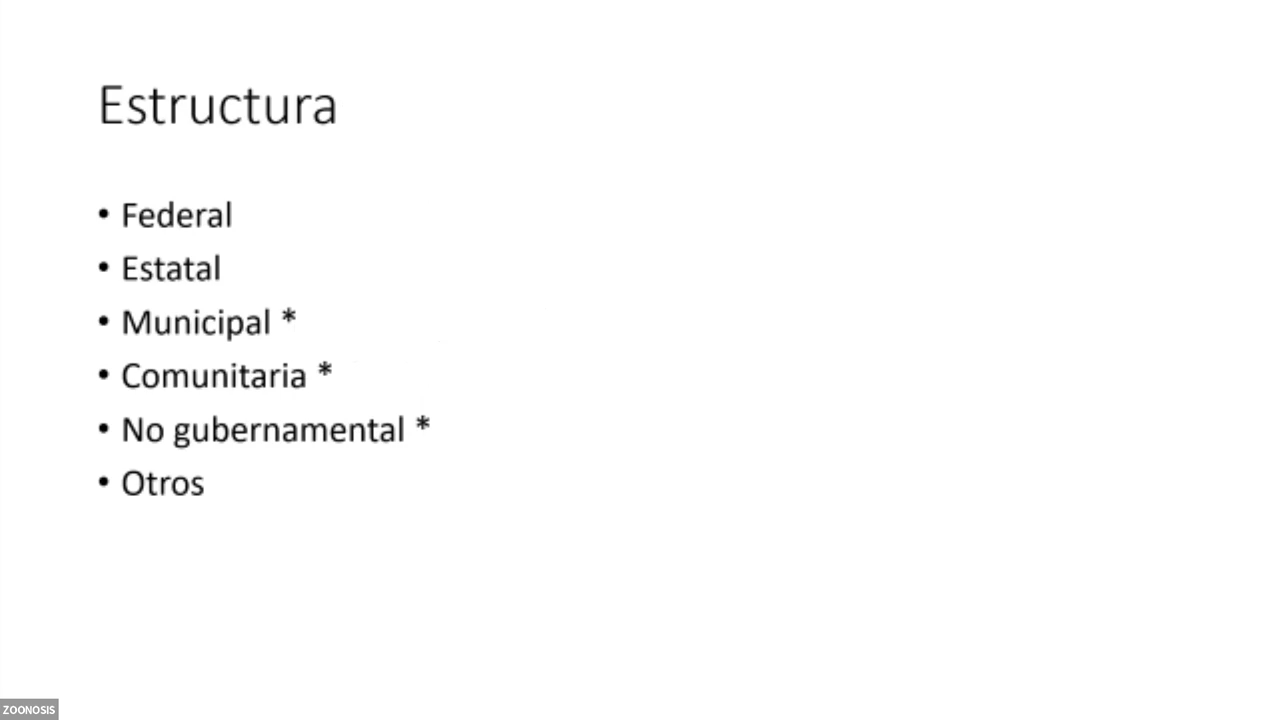 Estructura
• Federal
• Estatal
• Municipal *
• Comunitaria *
• No gubernamental *
• Otros
ZOONOSIS